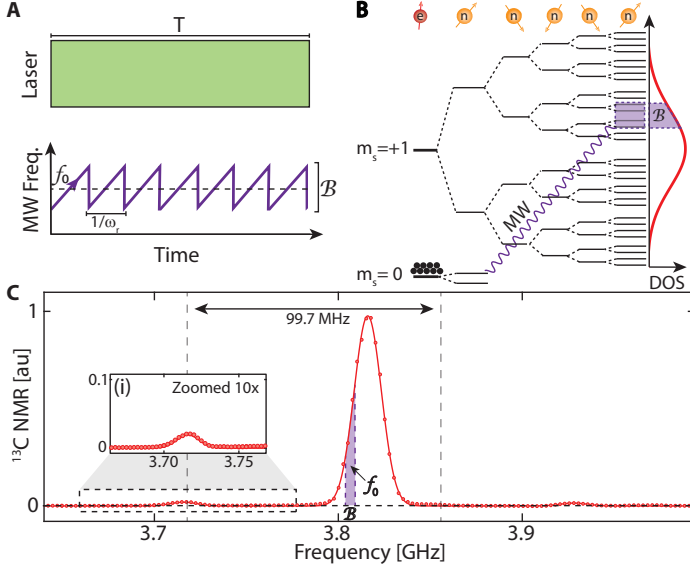 A
T
Laser
MW Freq.
f₀
ℬ
1/ωᵣ
Time
B
e n n n n n
mₛ=+1
ℬ
MW
mₛ=0
DOS
C
1
99.7 MHz
¹³C NMR [au]
0.1
(i) Zoomed 10x
0
3.70 3.75
f₀
0
ℬ
3.7 3.8 3.9
Frequency [GHz]